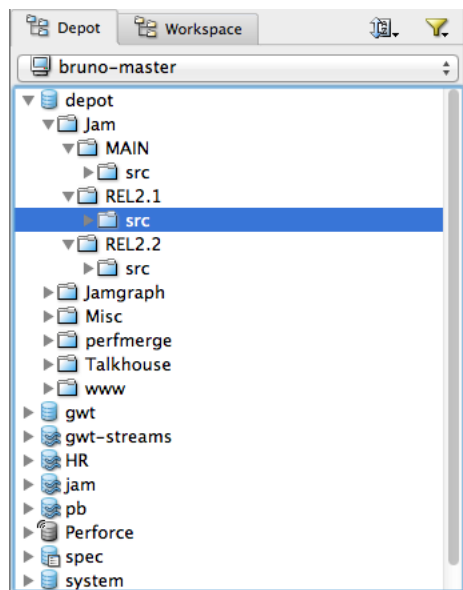 Depot Workspace
bruno-master
depot
Jam
MAIN
src
REL2.1
src
REL2.2
src
Jamgraph
Misc
perfmerge
Talkhouse
www
gwt
gwt-streams
HR
jam
pb
Perforce
spec
system